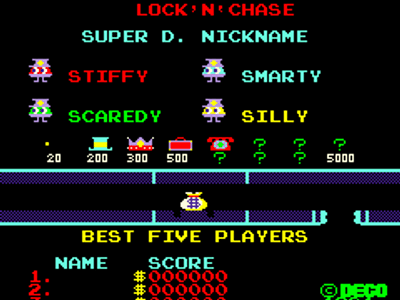 LOCK'N'CHASE
SUPER D. NICKNAME
STIFFY SMARTY
SCAREDY SILLY
? ? ?
20 200 300 500 ? ? ? 5000
BEST FIVE PLAYERS
NAME SCORE
1. $000000
2. $000000
© DECO